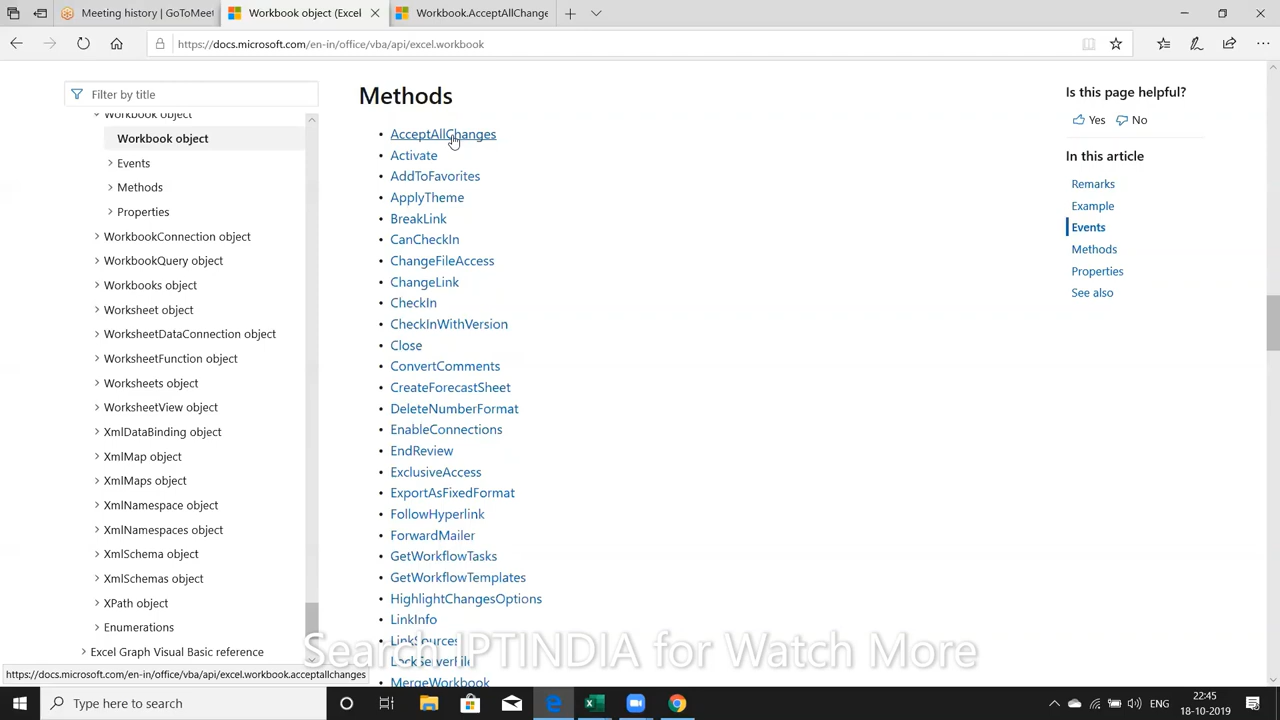 Meeting history | GoToMeet
Workbook object (Excel
Workbook.AcceptAllChange
https://docs.microsoft.com/en-in/office/vba/api/excel.workbook
Filter by title
Workbook object
Workbook object
Events
Methods
Properties
WorkbookConnection object
WorkbookQuery object
Workbooks object
Worksheet object
WorksheetDataConnection object
WorksheetFunction object
Worksheets object
WorksheetView object
XmlDataBinding object
XmlMap object
XmlMaps object
XmlNamespace object
XmlNamespaces object
XmlSchema object
XmlSchemas object
XPath object
Enumerations
Excel Graph Visual Basic reference
Methods
• AcceptAllChanges
• Activate
• AddToFavorites
• ApplyTheme
• BreakLink
• CanCheckIn
• ChangeFileAccess
• ChangeLink
• CheckIn
• CheckInWithVersion
• Close
• ConvertComments
• CreateForecastSheet
• DeleteNumberFormat
• EnableConnections
• EndReview
• ExclusiveAccess
• ExportAsFixedFormat
• FollowHyperlink
• ForwardMailer
• GetWorkflowTasks
• GetWorkflowTemplates
• HighlightChangesOptions
• LinkInfo
• LinkSources
• LockServerFile
• MergeWorkbook
Is this page helpful?
Yes No
In this article
Remarks
Example
Events
Methods
Properties
See also
Search IPTINDIA for Watch More
https://docs.microsoft.com/en-in/office/vba/api/excel.workbook.acceptallchanges
Type here to search
ENG
22:45
18-10-2019